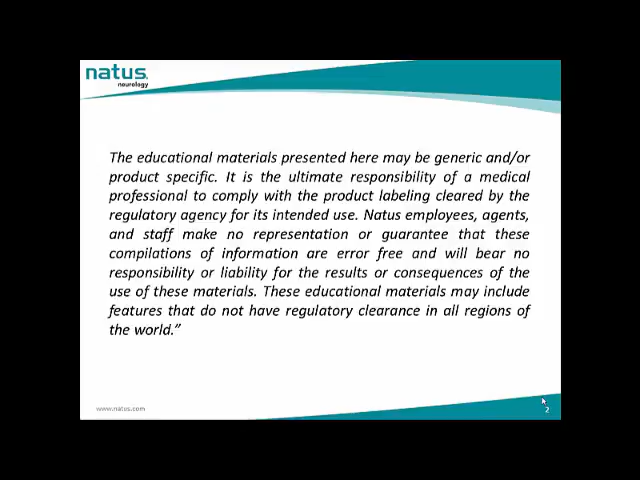 natus.
neurology
The educational materials presented here may be generic and/or
product specific. It is the ultimate responsibility of a medical
professional to comply with the product labeling cleared by the
regulatory agency for its intended use. Natus employees, agents,
and staff make no representation or guarantee that these
compilations of information are error free and will bear no
responsibility or liability for the results or consequences of the
use of these materials. These educational materials may include
features that do not have regulatory clearance in all regions of
the world.”
www.natus.com
2